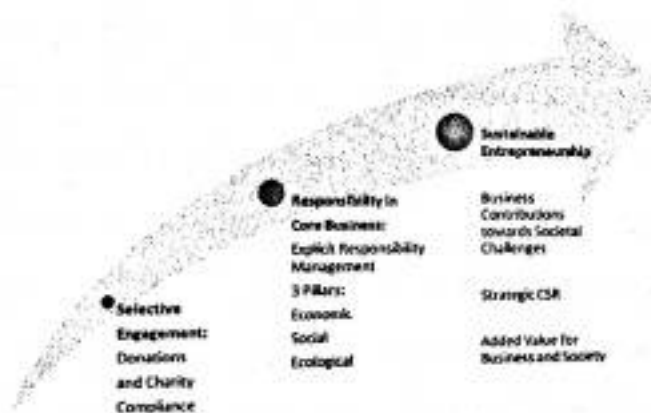 Sustainable
Entrepreneurship
Business
Contributions
towards Societal
Challenges
Strategic CSR
Added Value for
Business and Society
Responsibility in
Core Business:
Explicit Responsibility
Management
3 Pillars:
Economic
Social
Ecological
Selective
Engagement:
Donations
and Charity
Compliance